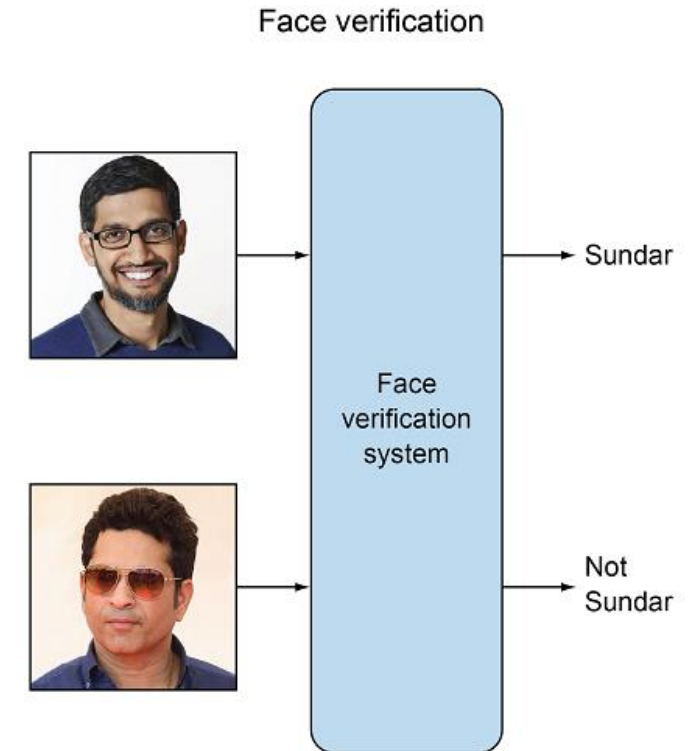 Face verification
Sundar
Face
verification
system
Not
Sundar